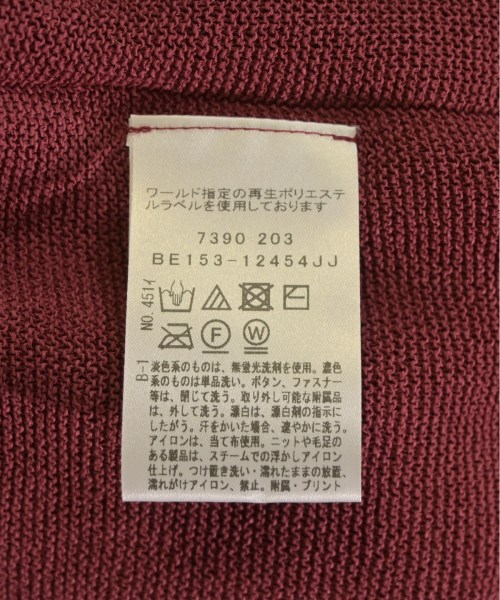 ワールド指定の再生ポリエステ
ルラベルを使用しております
7390 203
BE153-12454JJ
F
W
NO.451イ
B-1
淡色系のものは、無蛍光洗剤を使用。濃色
系のものは単品洗い。ボタン、ファスナー
等は、閉じて洗う。取り外し可能な附属品
は、外して洗う。漂白は、漂白剤の指示に
したがう。汗をかいた場合、速やかに洗う。
アイロンは、当て布使用。ニットや毛足の
ある製品は、スチームでの浮かしアイロン
仕上げ。つけ置き洗い・濡れたままの放置、
濡れがけアイロン、禁止。附属・プリント